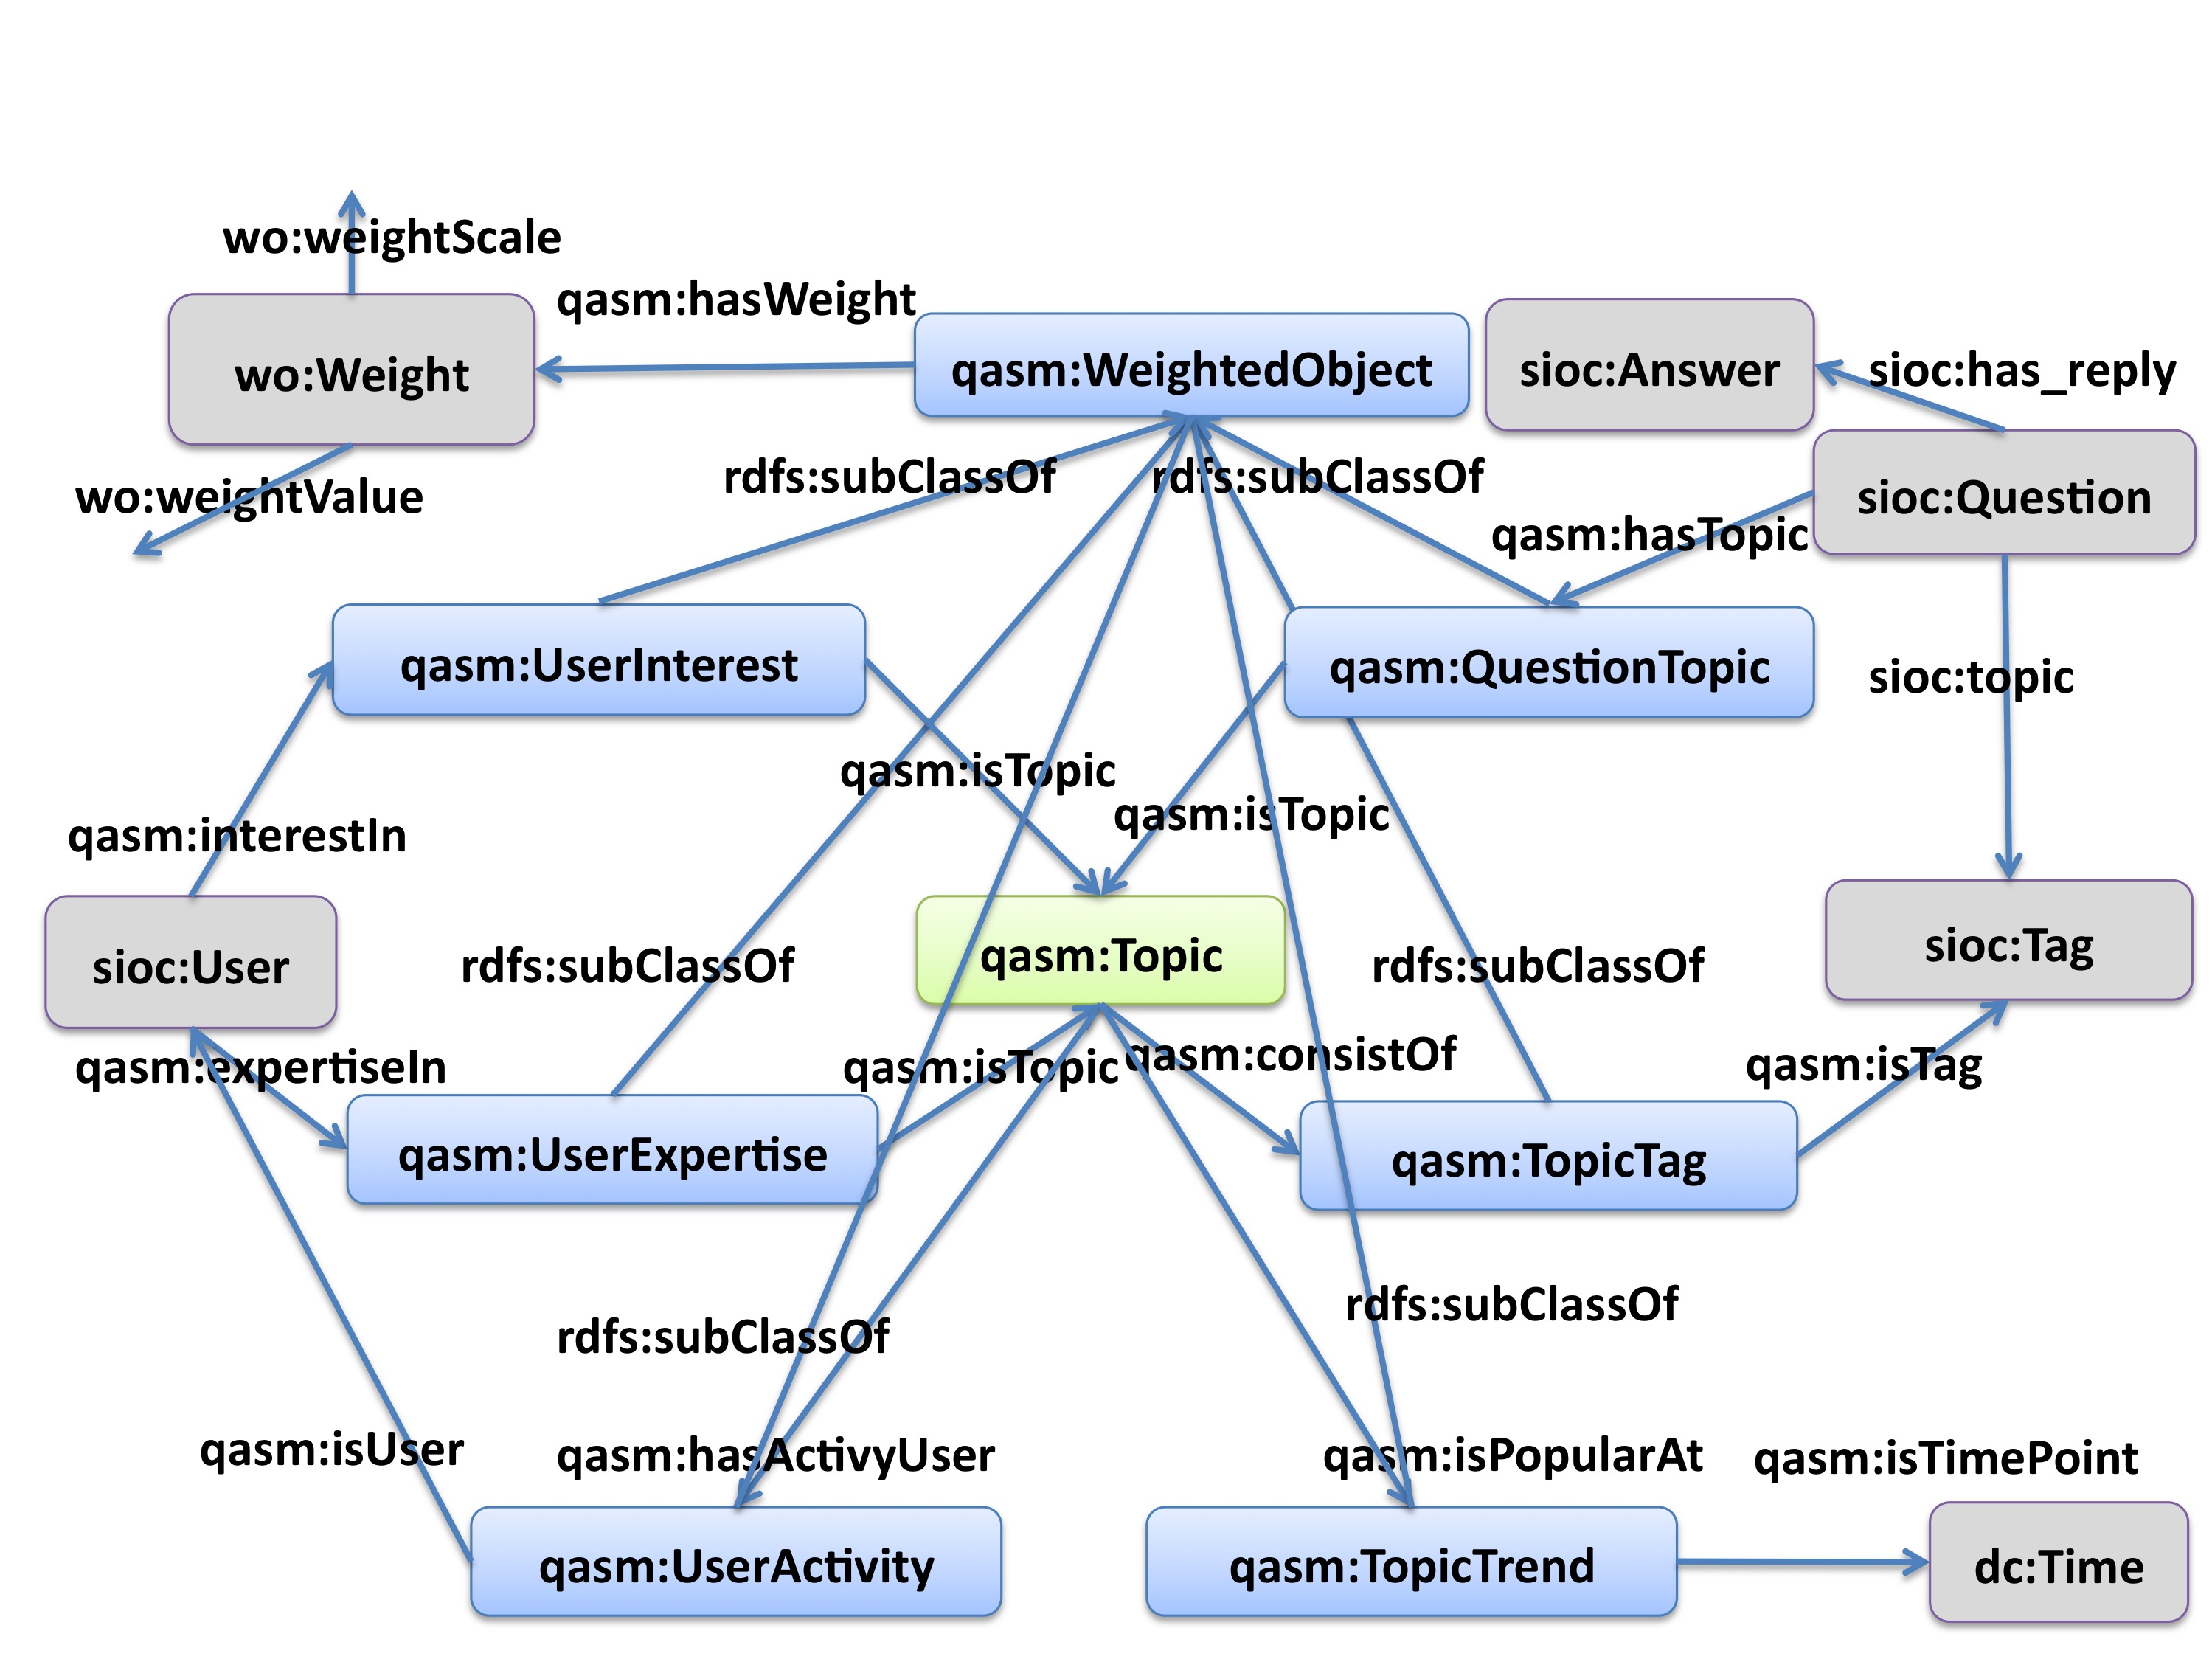 wo:weightScale
qasm:hasWeight
wo:Weight
qasm:WeightedObject
sioc:Answer
sioc:has_reply
wo:weightValue
rdfs:subClassOf
rdfs:subClassOf
sioc:Question
qasm:hasTopic
qasm:UserInterest
qasm:QuestionTopic
sioc:topic
qasm:isTopic
qasm:isTopic
qasm:interestIn
sioc:User
rdfs:subClassOf
qasm:Topic
rdfs:subClassOf
sioc:Tag
qasm:expertiseIn
qasm:isTopic
qasm:consistOf
qasm:isTag
qasm:UserExpertise
qasm:TopicTag
rdfs:subClassOf
rdfs:subClassOf
qasm:isUser
qasm:hasActivyUser
qasm:isPopularAt
qasm:isTimePoint
qasm:UserActivity
qasm:TopicTrend
dc:Time